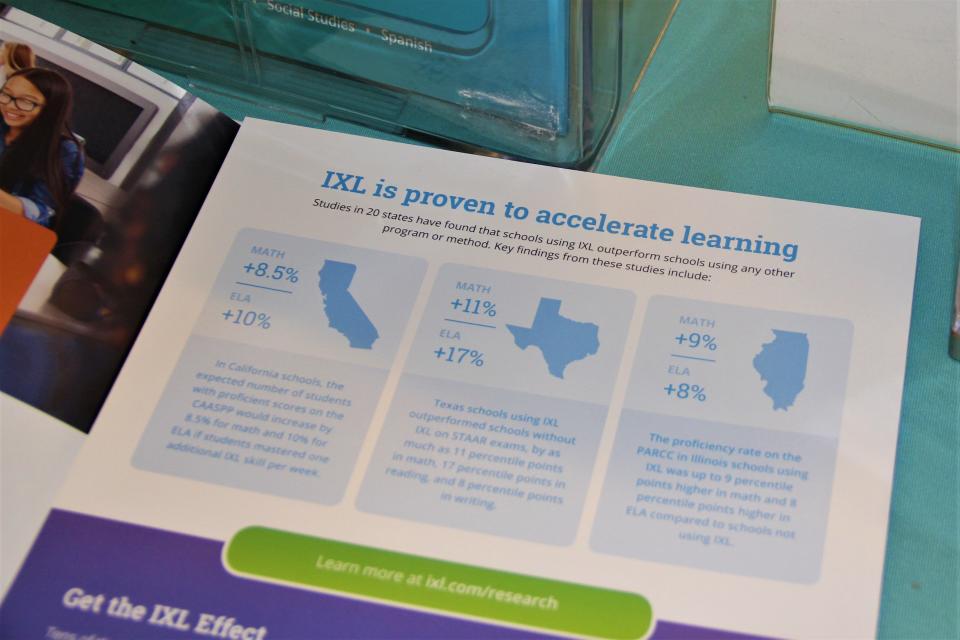 Social Studies • Spanish
IXL is proven to accelerate learning
Studies in 20 states have found that schools using IXL outperform schools using any other
program or method. Key findings from these studies include:
MATH
+8.5%
ELA
+10%
In California schools, the
expected number of students
with proficient scores on the
CAASPP would increase by
8.5% for math and 10% for
ELA if students mastered one
additional IXL skill per week.
MATH
+11%
ELA
+17%
Texas schools using IXL
outperformed schools without
IXL on STAAR exams, by as
much as 11 percentile points
in math, 17 percentile points in
reading, and 8 percentile points
in writing.
MATH
+9%
ELA
+8%
The proficiency rate on the
PARCC in Illinois schools using
IXL was up to 9 percentile
points higher in math and 8
percentile points higher in
ELA compared to schools not
using IXL.
Learn more at ixl.com/research
Get the IXL Effect